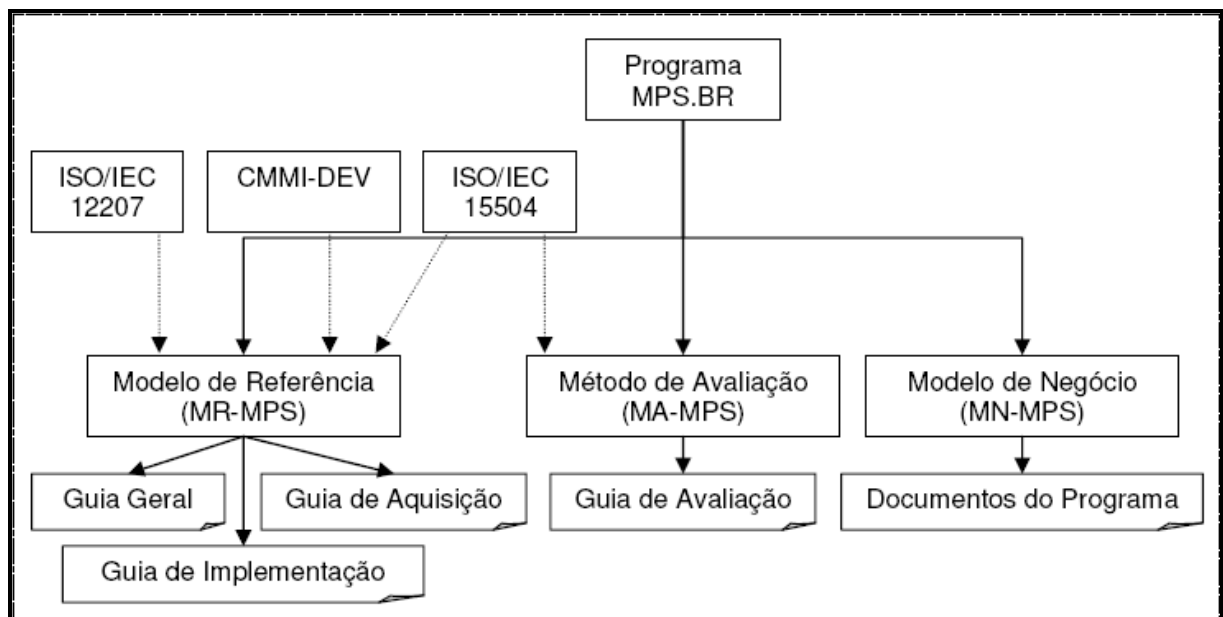 Programa
MPS.BR
ISO/IEC
12207
CMMI-DEV
ISO/IEC
15504
Modelo de Referência
(MR-MPS)
Método de Avaliação
(MA-MPS)
Modelo de Negócio
(MN-MPS)
Guia Geral
Guia de Aquisição
Guia de Avaliação
Documentos do Programa
Guia de Implementação